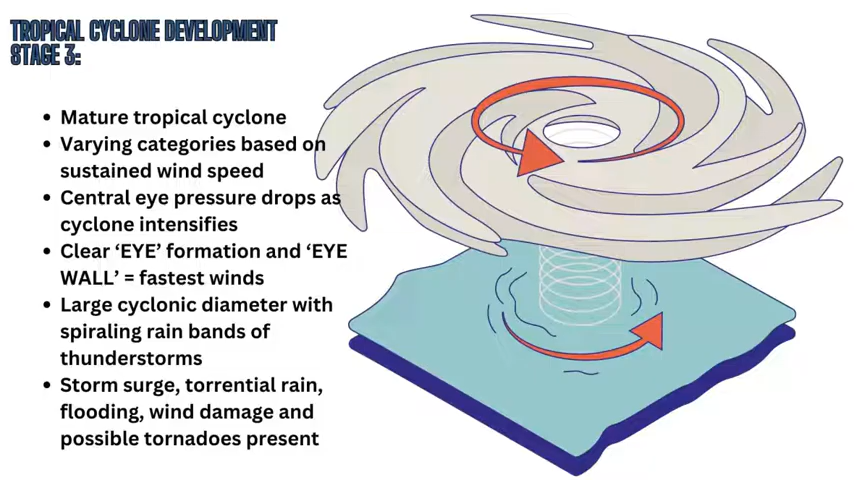 TROPICAL CYCLONE DEVELOPMENT
STAGE 3:
• Mature tropical cyclone
• Varying categories based on
sustained wind speed
• Central eye pressure drops as
cyclone intensifies
• Clear ‘EYE’ formation and ‘EYE
WALL’ = fastest winds
• Large cyclonic diameter with
spiraling rain bands of
thunderstorms
• Storm surge, torrential rain,
flooding, wind damage and
possible tornadoes present